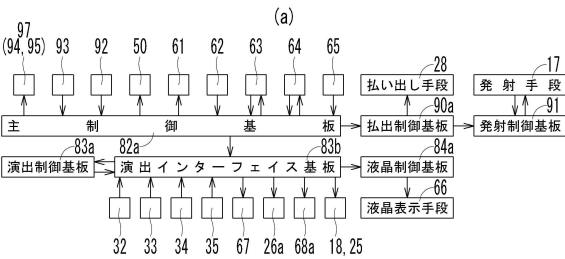 (a)
97
(94, 95) 93 92 50 61 62 63 64 65 28 17
払い出し手段 発射手段
90a 91
主制御基板 払出制御基板 発射制御基板
83a 82a 83b 84a
演出制御基板 演出インターフェイス基板 液晶制御基板
66
液晶表示手段
32 33 34 35 67 26a 68a 18, 25